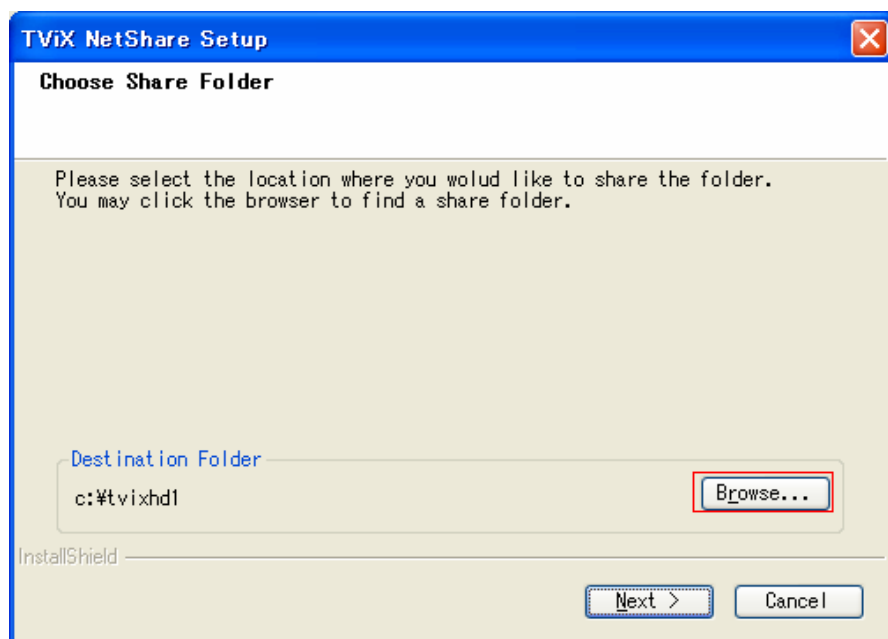 TViX NetShare Setup
Choose Share Folder
Please select the location where you wolud like to share the folder.
You may click the browser to find a share folder.
Destination Folder
c:¥tvixhd1
Browse...
InstallShield
Next >
Cancel